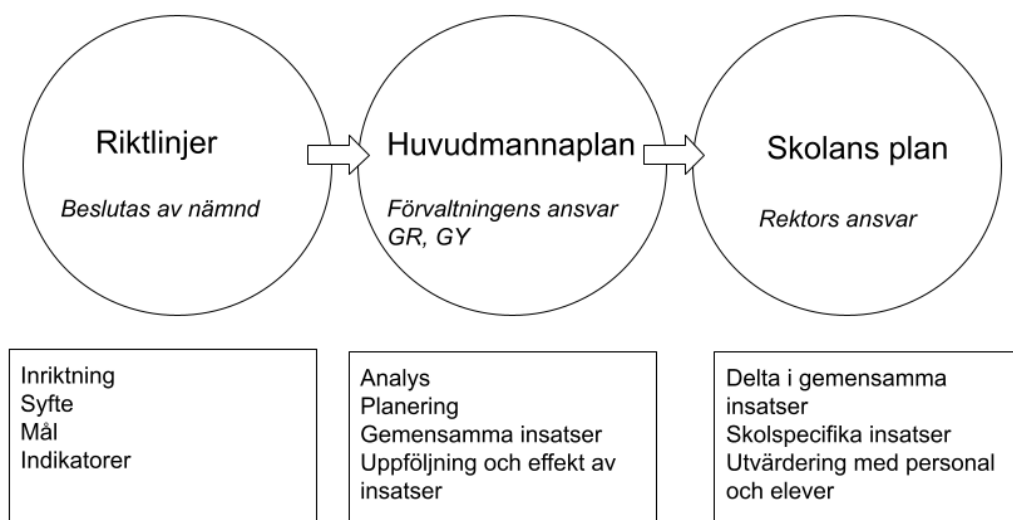 Riktlinjer
Beslutas av nämnd
Huvudmannaplan
Förvaltningens ansvar
GR, GY
Skolans plan
Rektors ansvar
Inriktning
Syfte
Mål
Indikatorer
Analys
Planering
Gemensamma insatser
Uppföljning och effekt av
insatser
Delta i gemensamma
insatser
Skolspecifika insatser
Utvärdering med personal
och elever